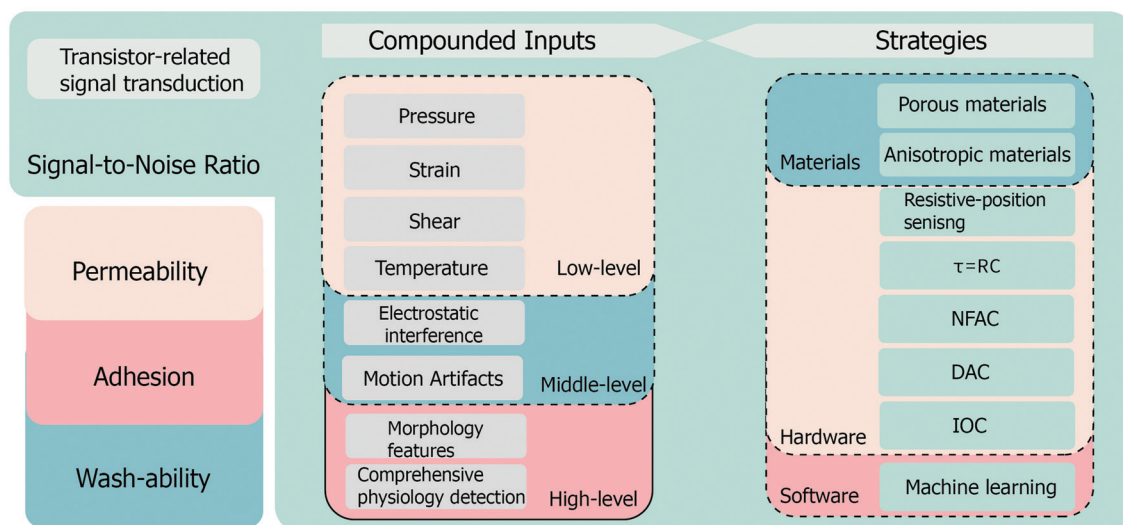 Transistor-related
signal transduction
Signal-to-Noise Ratio
Permeability
Adhesion
Wash-ability
Compounded Inputs
Pressure
Strain
Shear
Temperature
Low-level
Electrostatic
interference
Motion Artifacts
Middle-level
Morphology
features
Comprehensive
physiology detection
High-level
Strategies
Porous materials
Anisotropic materials
Materials
Resistive-position
senisng
τ=RC
NFAC
DAC
IOC
Hardware
Machine learning
Software